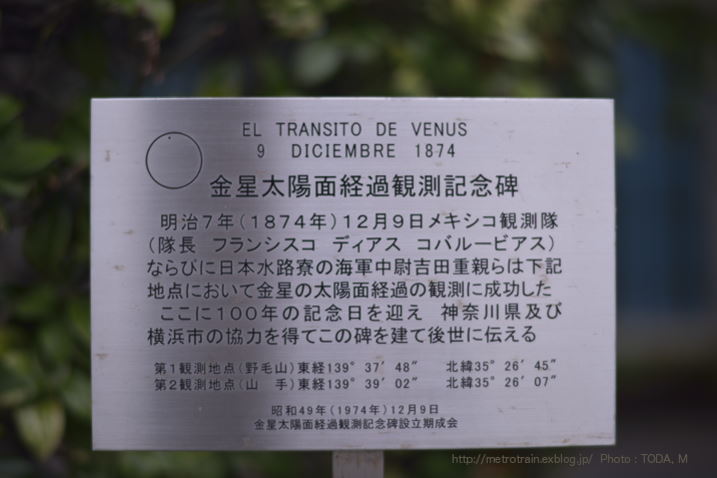 EL TRANSITO DE VENUS
9 DICIEMBRE 1874
金星太陽面経過観測記念碑
明治7年(1874年)12月9日メキシコ観測隊
(隊長 フランシスコ ディアス コバルービアス)
ならびに日本水路寮の海軍中尉吉田重親らは下記
地点において金星の太陽面経過の観測に成功した
ここに100年の記念日を迎え 神奈川県及び
横浜市の協力を得てこの碑を建て後世に伝える
第1観測地点(野毛山)東経139° 37′ 48″ 北緯35° 26′ 45″
第2観測地点(山 手)東経139° 39′ 02″ 北緯35° 26′ 07″
昭和49年(1974年)12月9日
金星太陽面経過観測記念碑設立期成会
http://metrotrain.exblog.jp/ Photo : TODA, M